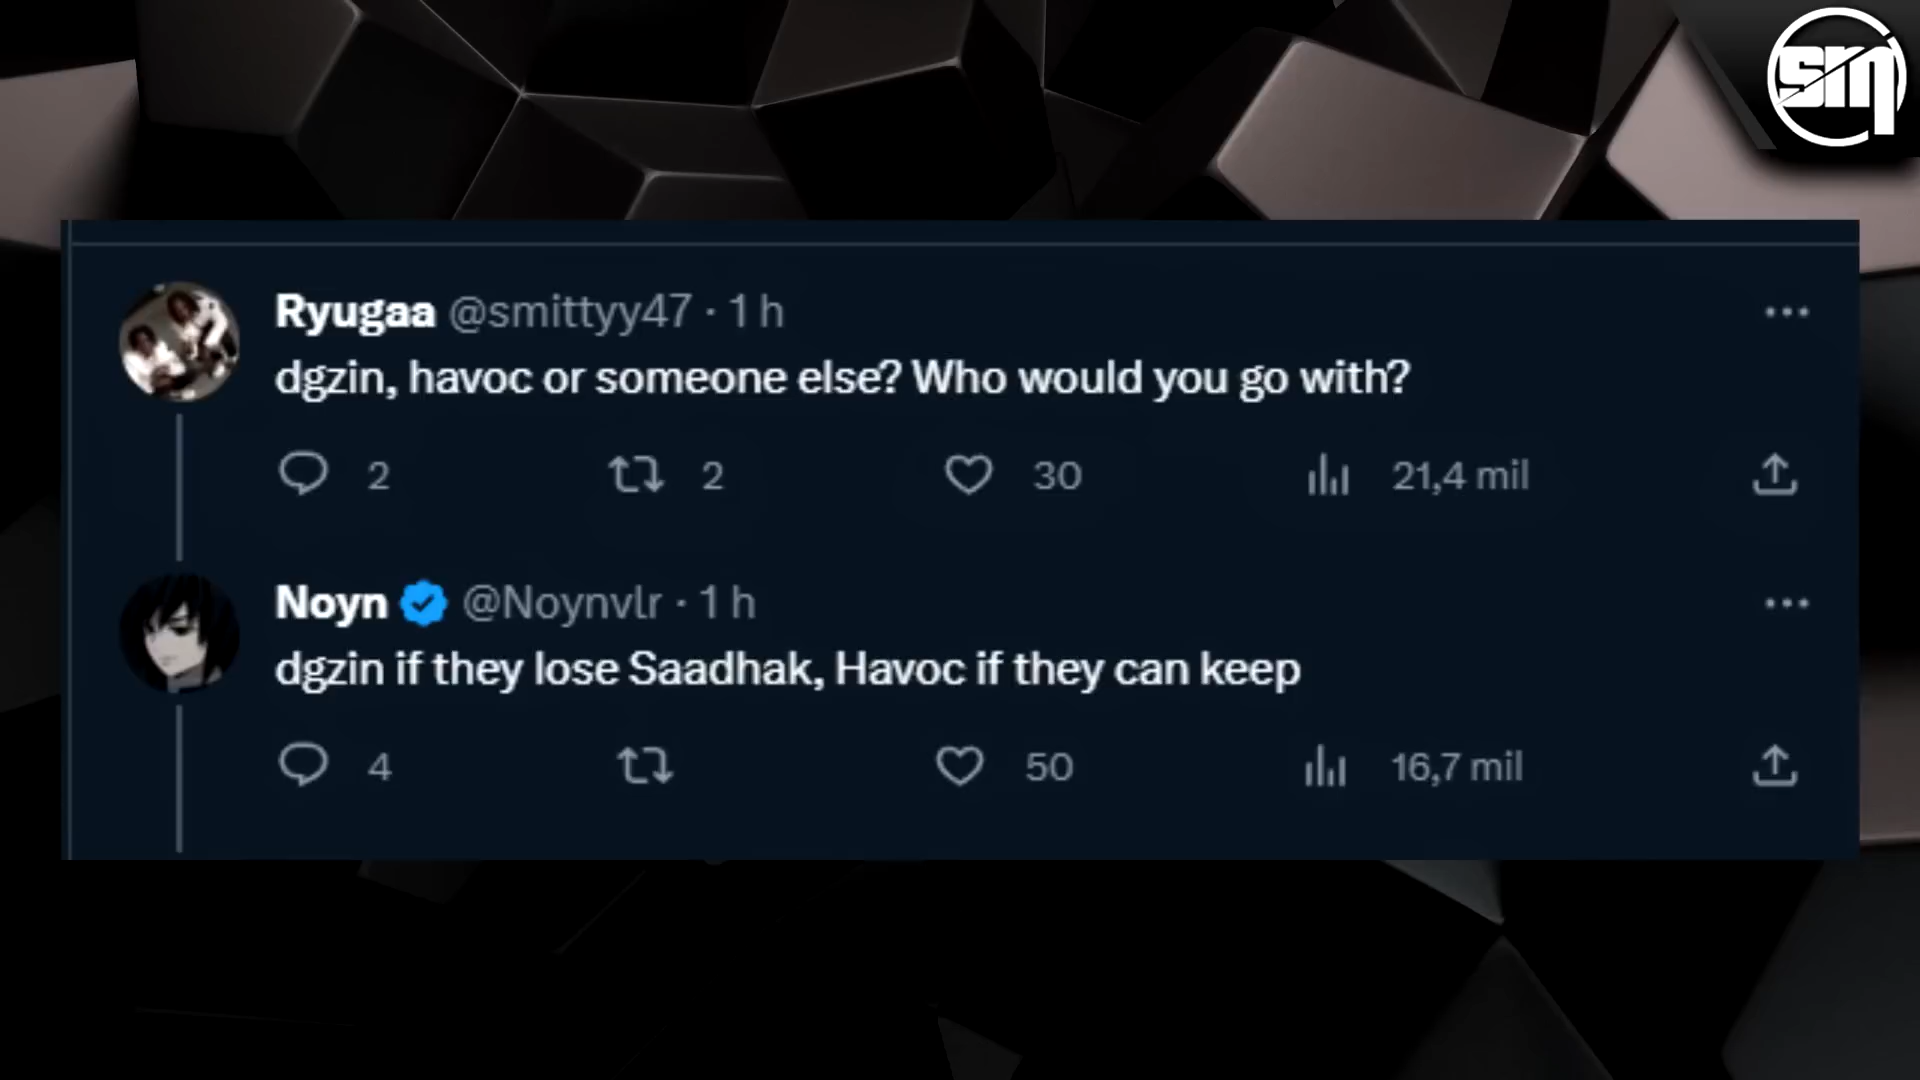 sm
Ryugaa @smittyy47 · 1 h
dgzin, havoc or someone else? Who would you go with?
2 2 30 21,4 mil
Noyn @Noynvlr · 1 h
dgzin if they lose Saadhak, Havoc if they can keep
4 50 16,7 mil